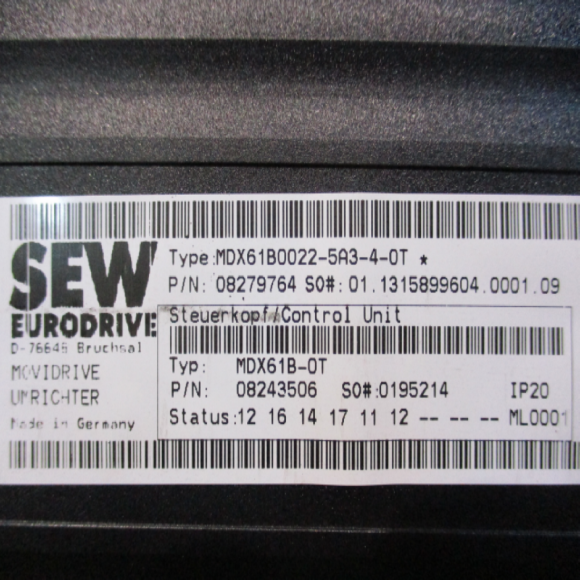 SEW
EURODRIVE
D-76646 Bruchsal
MOVIDRIVE
UMRICHTER
Made in Germany
Type:MDX61B0022-5A3-4-0T *
P/N: 08279764 SO#: 01.1315899604.0001.09
Steuerkopf/Control Unit
Typ: MDX61B-0T
P/N: 08243506 SO#:0195214 IP20
Status:12 16 14 17 11 12 -- -- -- ML0001